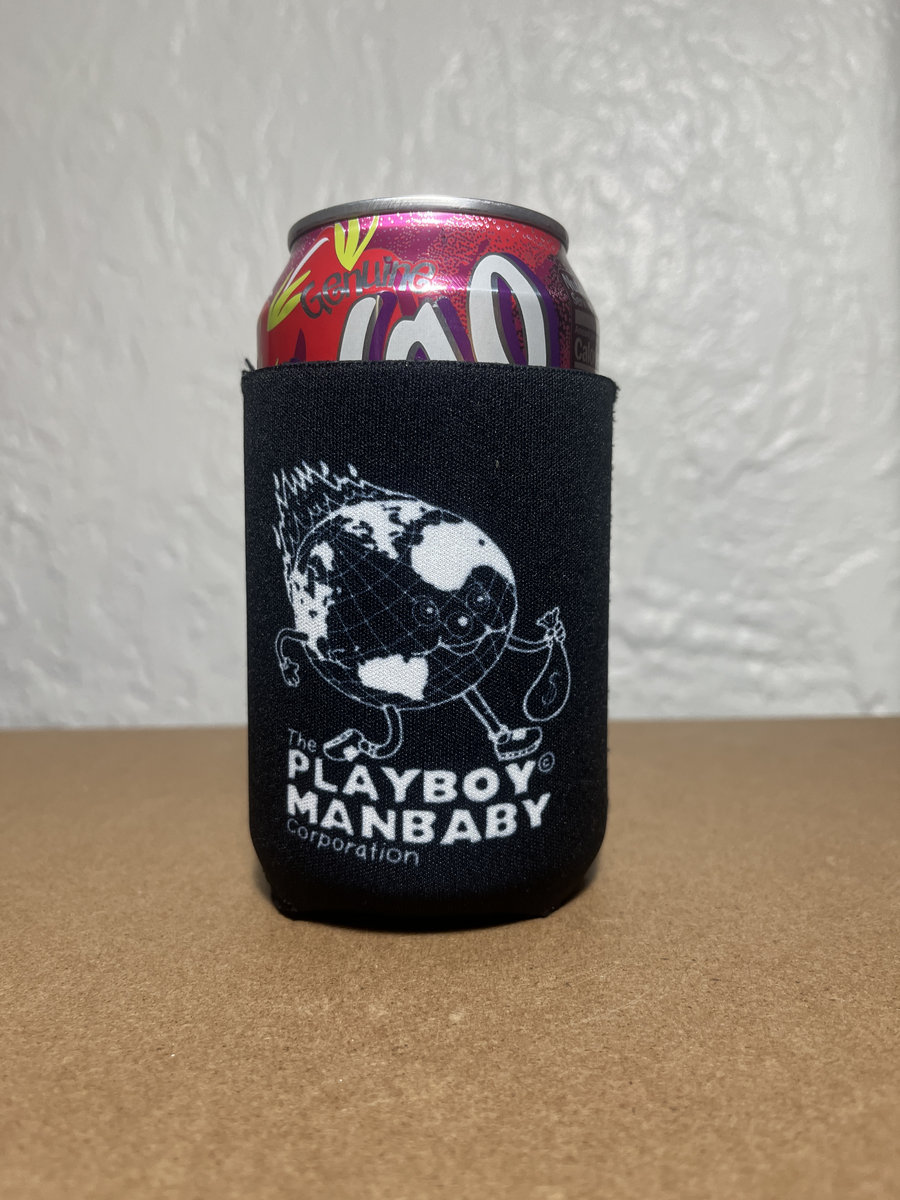 Genuine
The
PLAYBOY©
MANBABY
Corporation
$